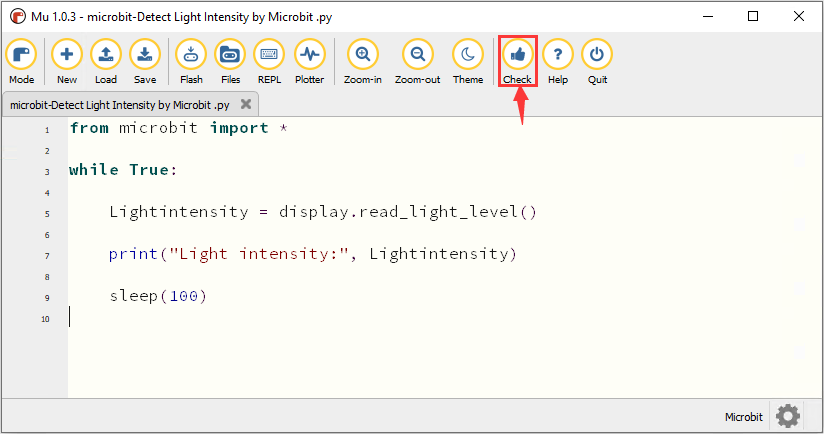 Mu 1.0.3 - microbit-Detect Light Intensity by Microbit .py
Mode New Load Save Flash Files REPL Plotter Zoom-in Zoom-out Theme Check Help Quit
microbit-Detect Light Intensity by Microbit .py
1 from microbit import *
2
3 while True:
4
5 Lightintensity = display.read_light_level()
6
7 print("Light intensity:", Lightintensity)
8
9 sleep(100)
10
Microbit